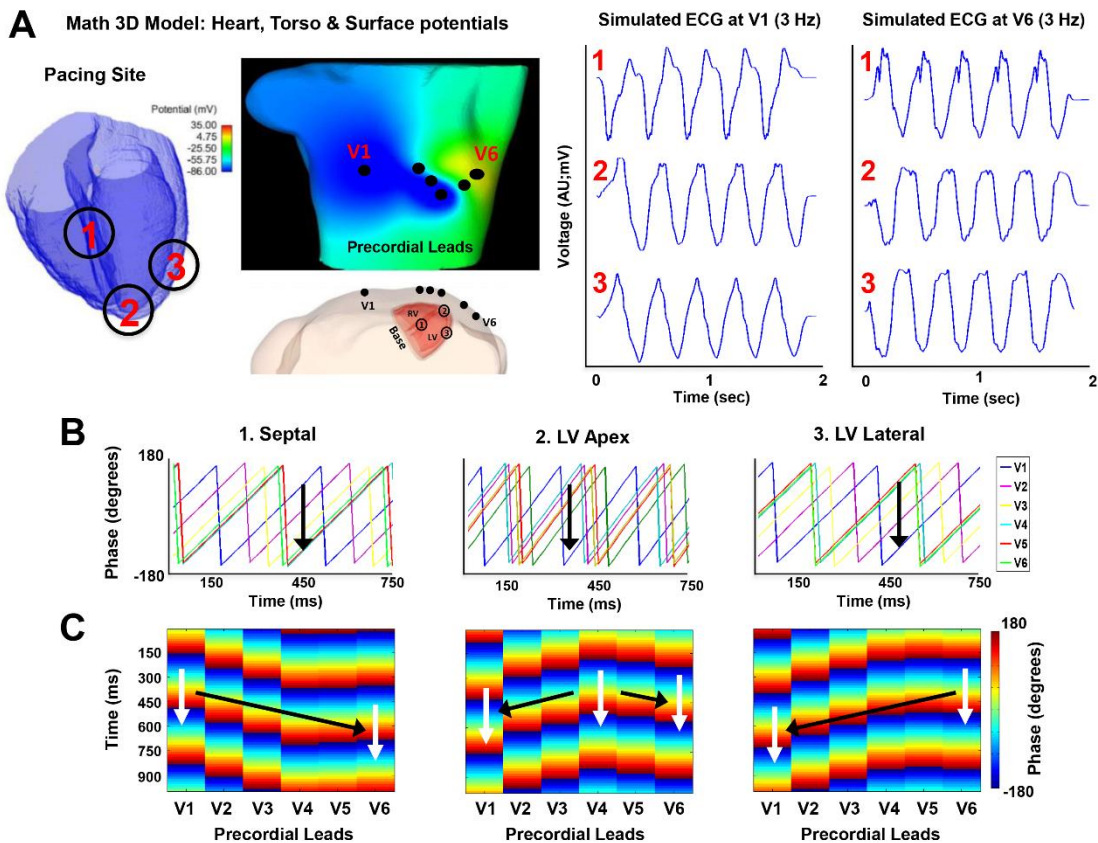 A
Math 3D Model: Heart, Torso & Surface potentials
Simulated ECG at V1 (3 Hz)
Simulated ECG at V6 (3 Hz)
Pacing Site
Potential (mV)
35.00
4.75
-25.50
-55.75
-86.00
1
2
3
V1
V6
Precordial Leads
V1
V6
RV
LV
Base
1
2
3
Voltage (AU;mV)
1
2
3
0
1
2
Time (sec)
1
2
3
0
1
2
Time (sec)
B
1. Septal
2. LV Apex
3. LV Lateral
Phase (degrees)
180
-180
150
450
750
Time (ms)
150
450
750
Time (ms)
150
450
750
Time (ms)
V1
V2
V3
V4
V5
V6
C
Time (ms)
150
300
450
600
750
900
V1 V2 V3 V4 V5 V6
Precordial Leads
V1 V2 V3 V4 V5 V6
Precordial Leads
V1 V2 V3 V4 V5 V6
Precordial Leads
180
-180
Phase (degrees)